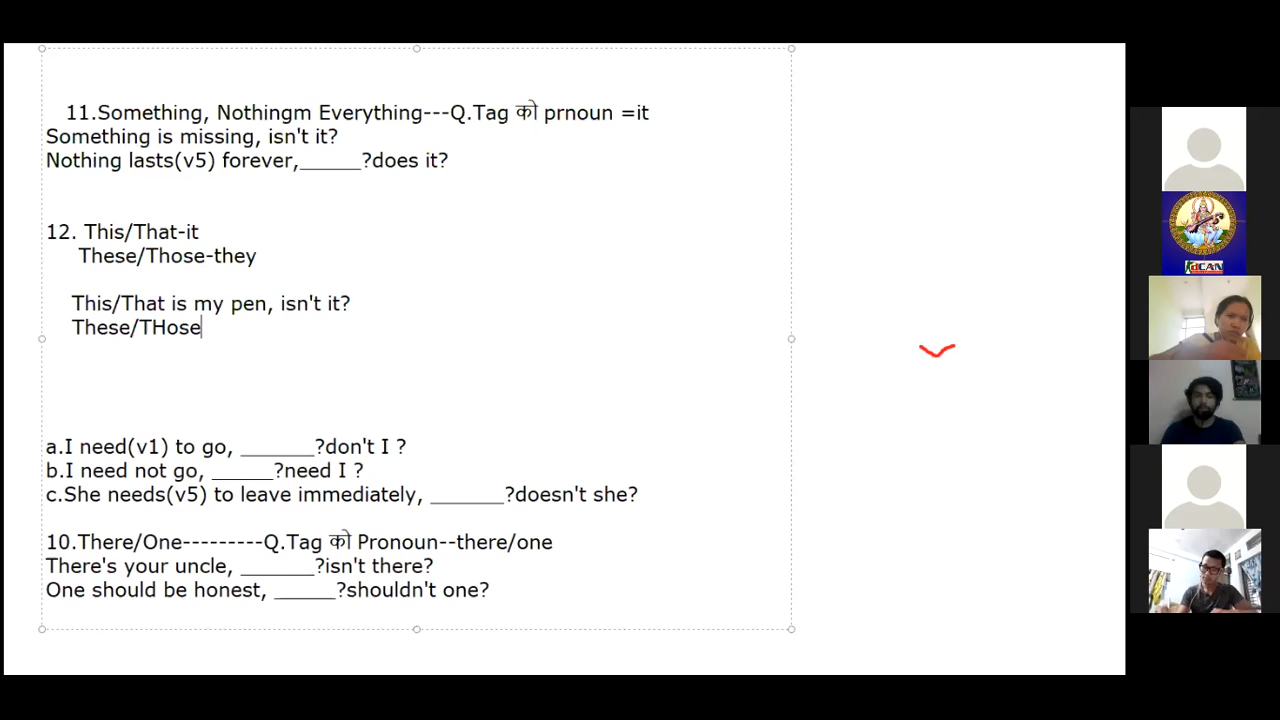 11.Something, Nothingm Everything---Q.Tag को prnoun =it
Something is missing, isn't it?
Nothing lasts(v5) forever,______?does it?
12. This/That-it
These/Those-they
This/That is my pen, isn't it?
These/THose
a.I need(v1) to go, _______?don't I ?
b.I need not go, ______?need I ?
c.She needs(v5) to leave immediately, _______?doesn't she?
10.There/One---------Q.Tag को Pronoun--there/one
There's your uncle, _______?isn't there?
One should be honest, ______?shouldn't one?